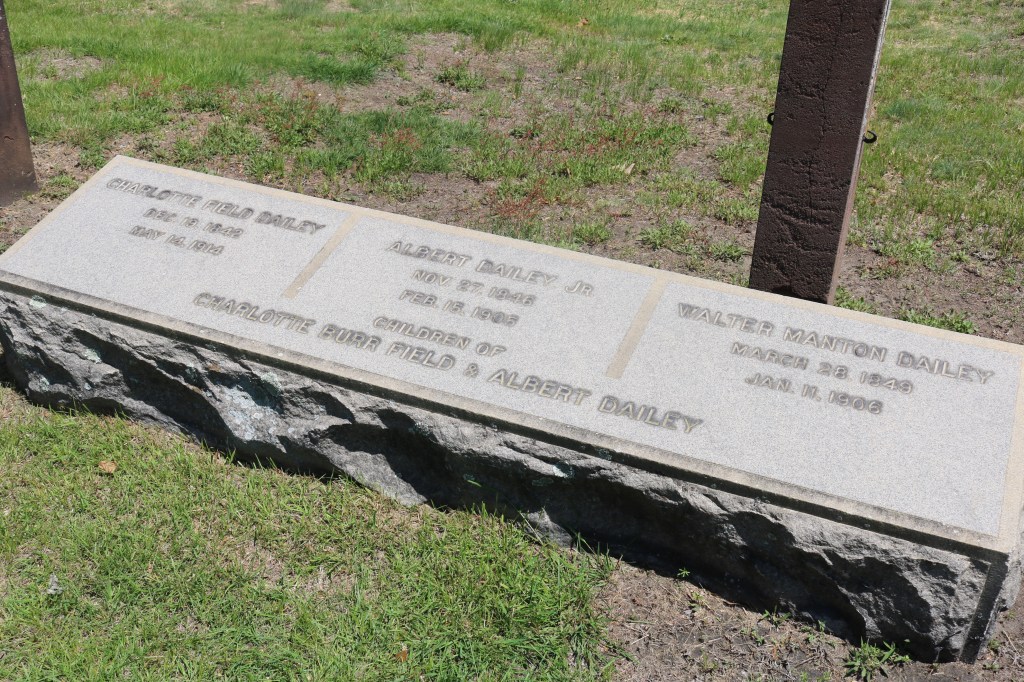 CHARLOTTE FIELD DAILEY
DEC. 19, 1842
MAY 14, 1914
ALBERT DAILEY JR
NOV. 27, 1846
FEB. 15, 1905
WALTER MANTON DAILEY
MARCH 28, 1849
JAN. 11, 1906
CHILDREN OF
CHARLOTTE BURR FIELD & ALBERT DAILEY